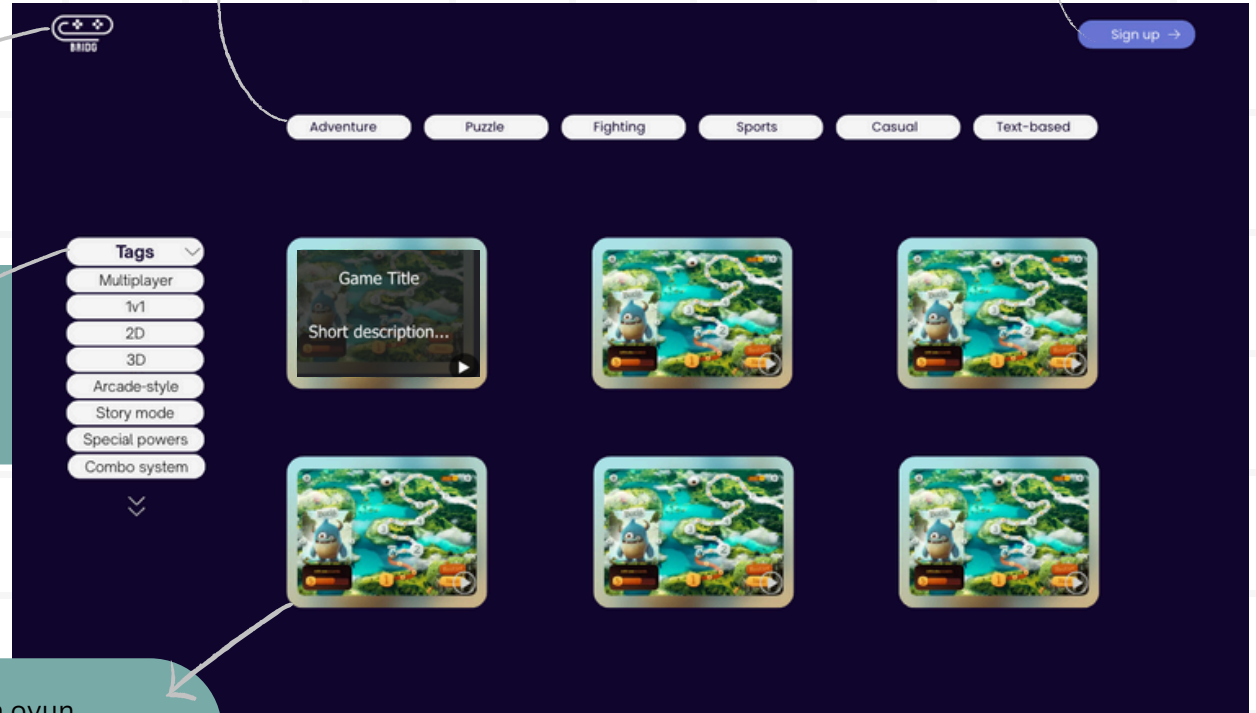 BRIDG
Sign up →
Adventure
Puzzle
Fighting
Sports
Casual
Text-based
Tags
Multiplayer
1v1
2D
3D
Arcade-style
Story mode
Special powers
Combo system
Game Title
Short description...
oyun